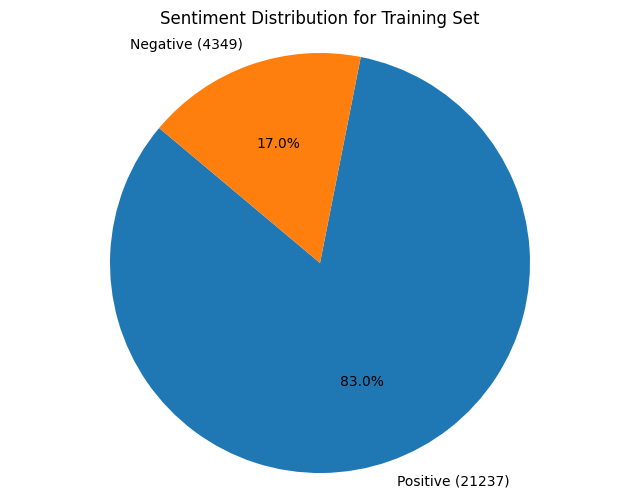 Sentiment Distribution for Training Set
Negative (4349)
17.0%
83.0%
Positive (21237)